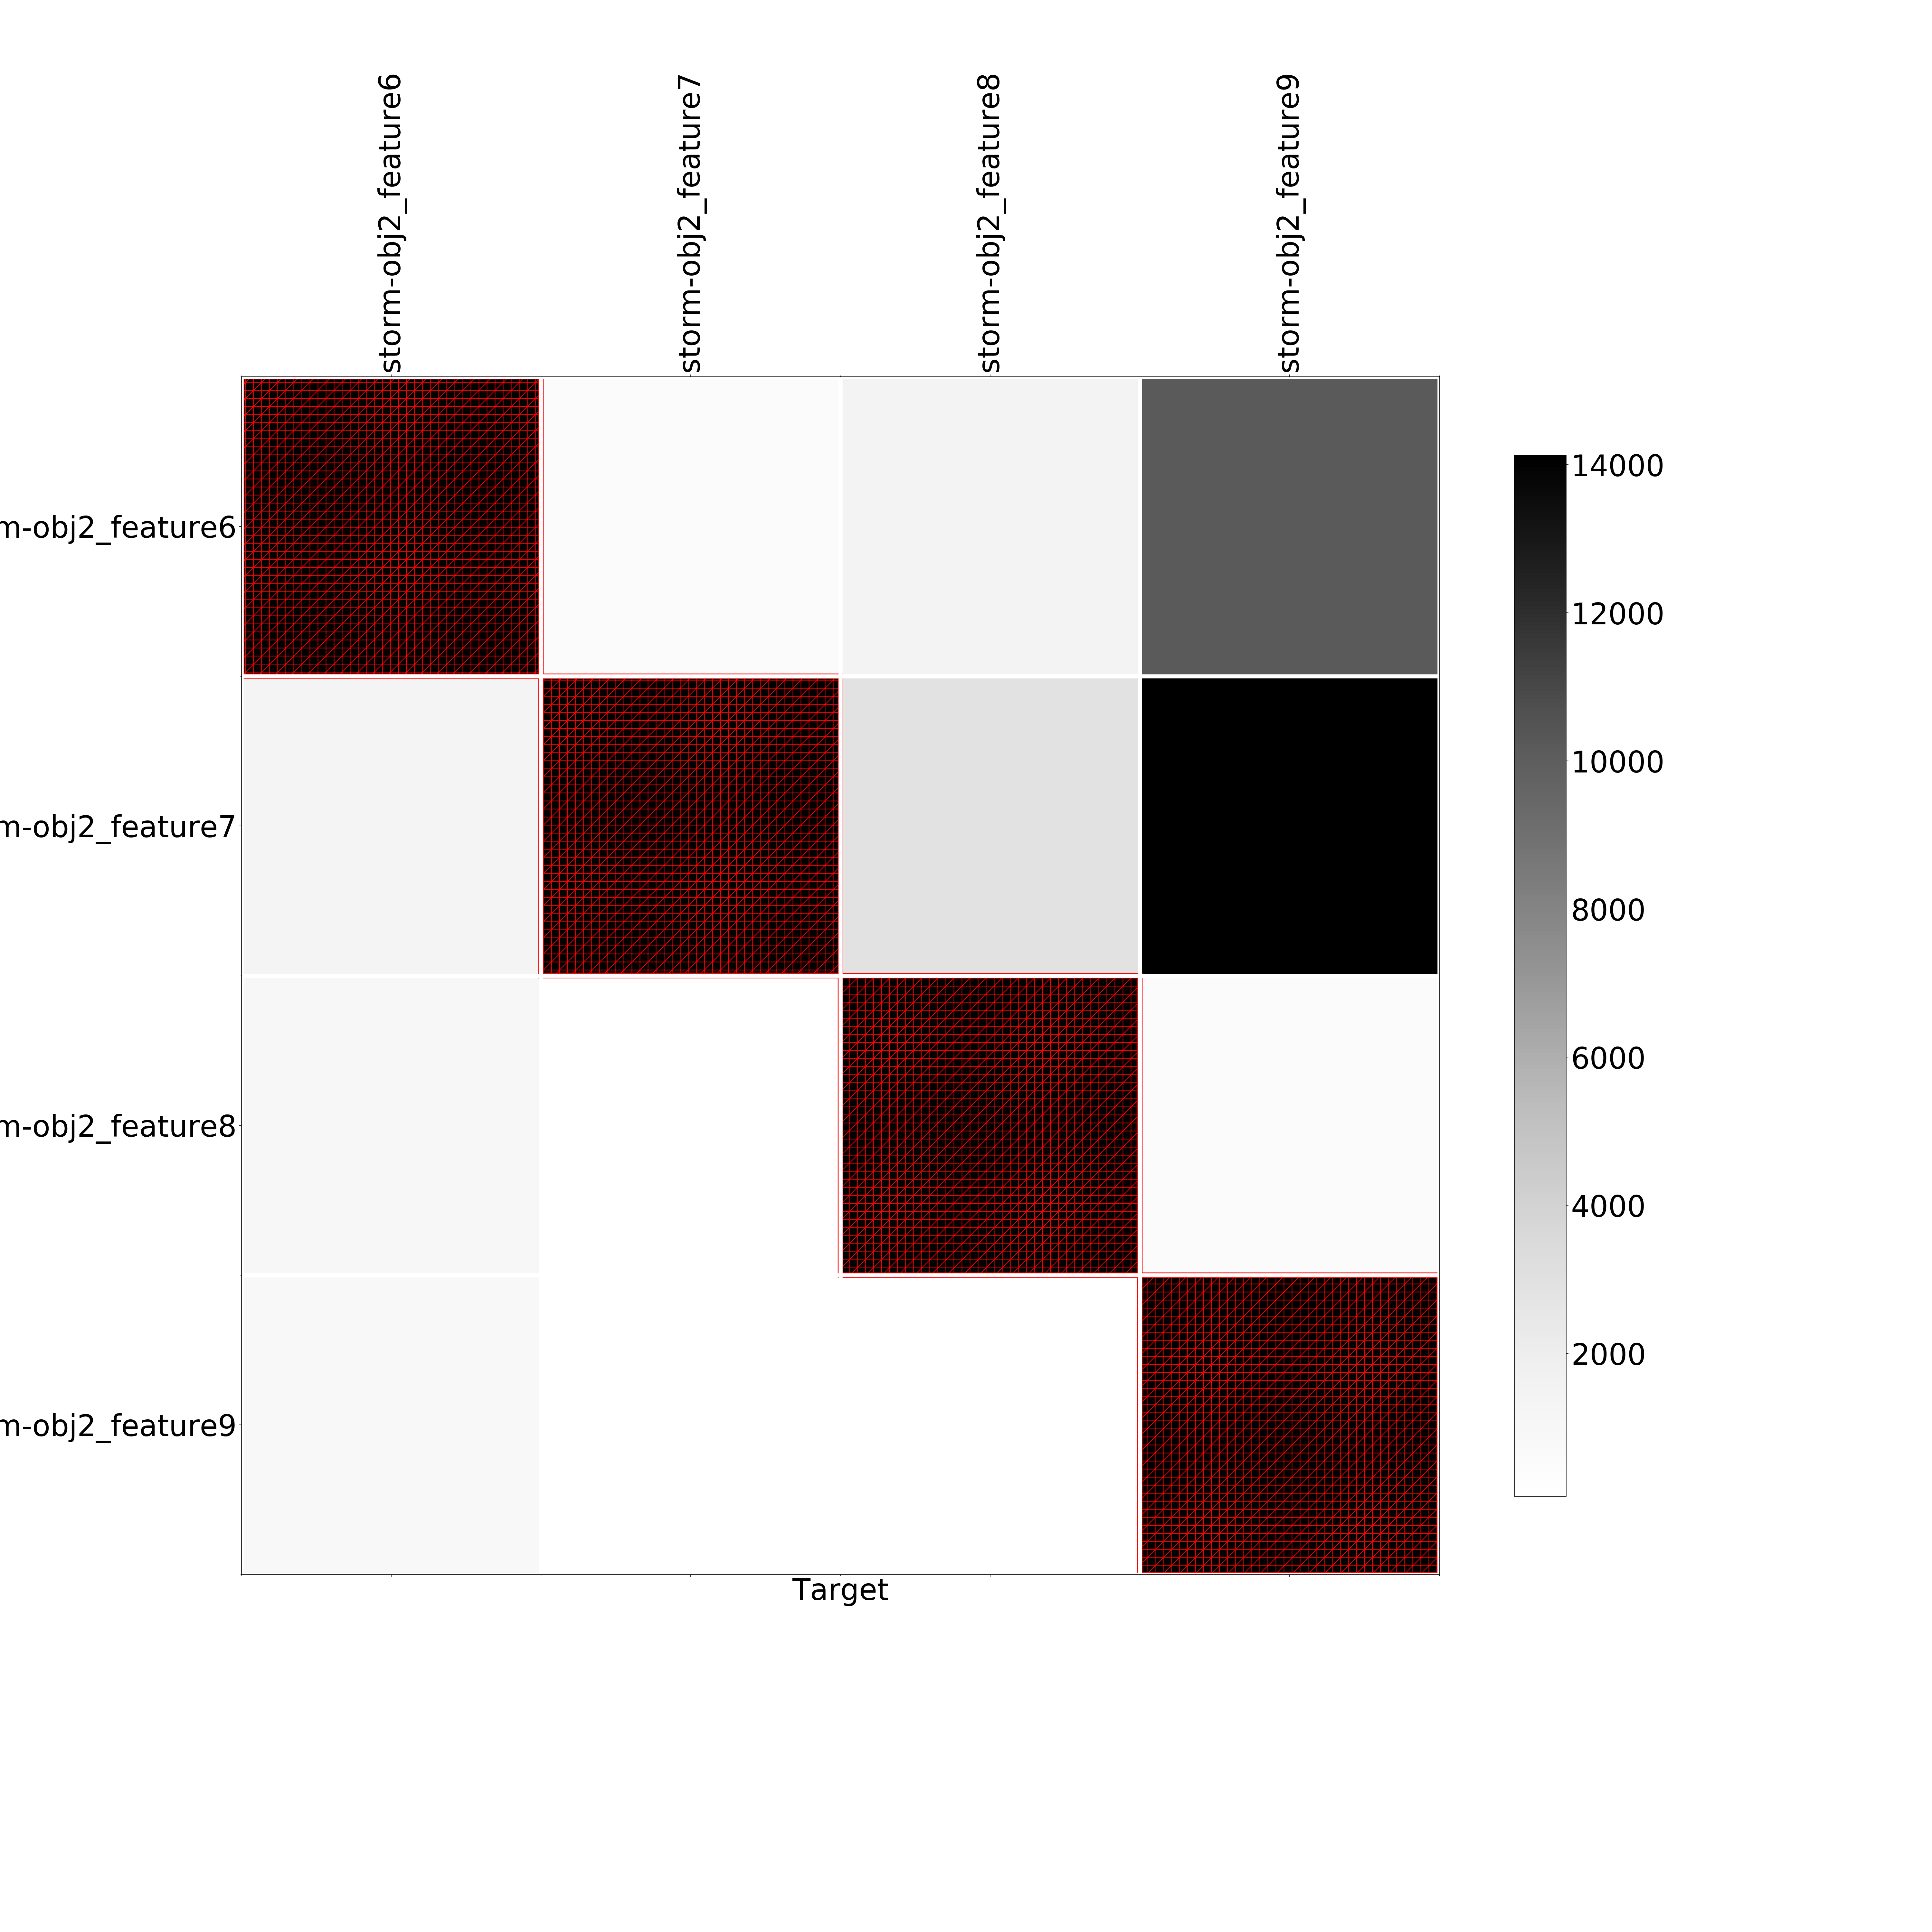 storm-obj2_feature6
storm-obj2_feature7
storm-obj2_feature8
storm-obj2_feature9
m-obj2_feature6
m-obj2_feature7
m-obj2_feature8
m-obj2_feature9
14000
12000
10000
8000
6000
4000
2000
Target